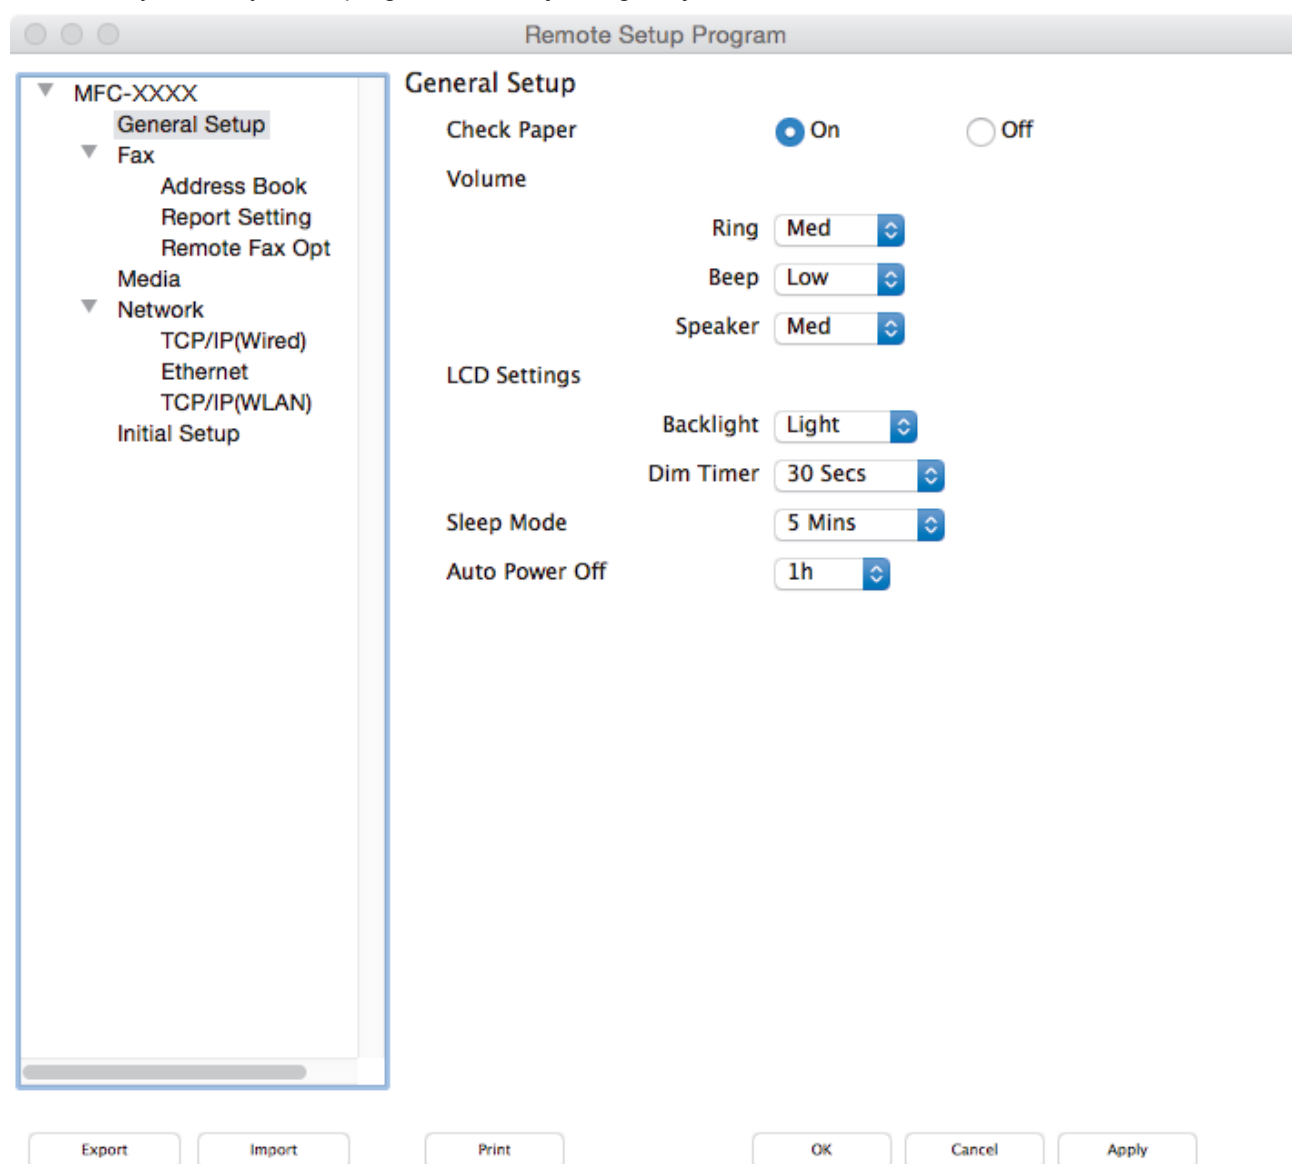 Remote Setup Program
MFC-XXXX
General Setup
Fax
Address Book
Report Setting
Remote Fax Opt
Media
Network
TCP/IP(Wired)
Ethernet
TCP/IP(WLAN)
Initial Setup
General Setup
Check Paper On Off
Volume
Ring Med
Beep Low
Speaker Med
LCD Settings
Backlight Light
Dim Timer 30 Secs
Sleep Mode 5 Mins
Auto Power Off 1h
Export Import Print OK Cancel Apply